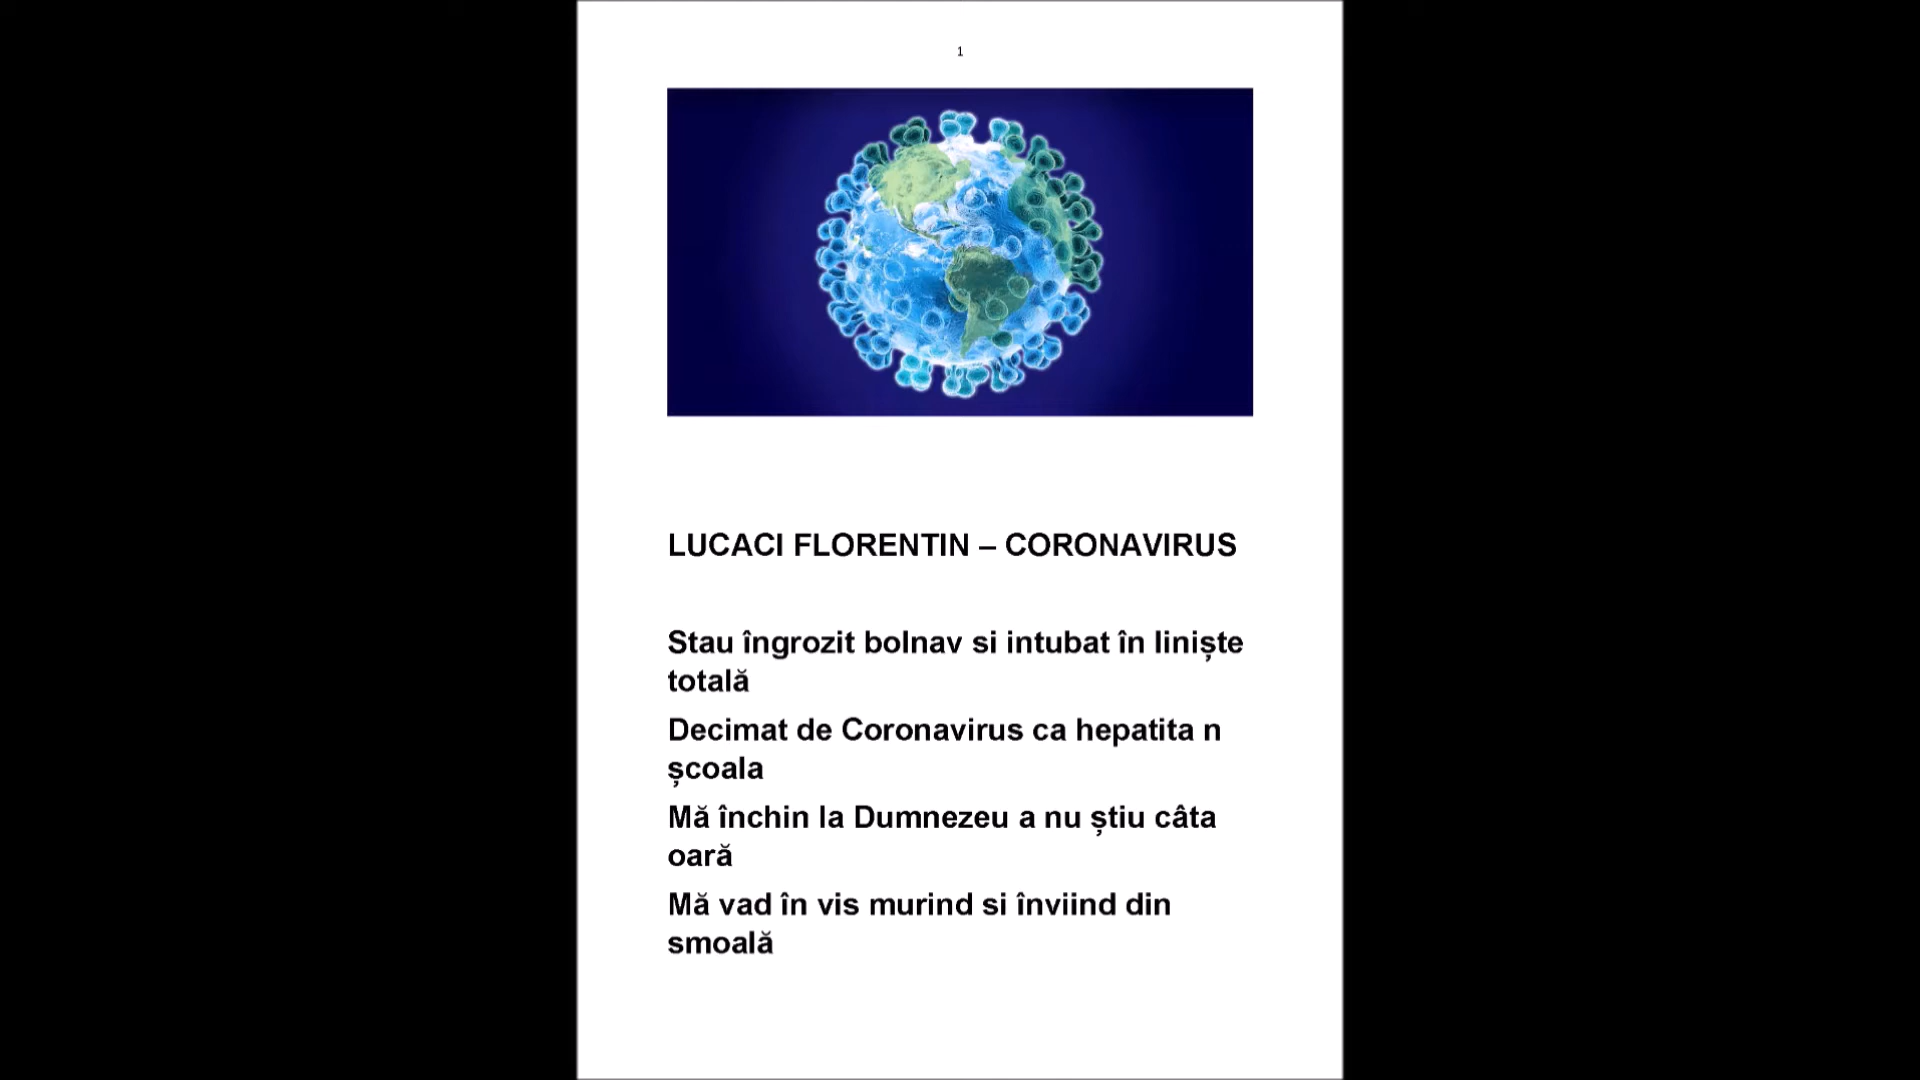 1
LUCACI FLORENTIN – CORONAVIRUS
Stau îngrozit bolnav si intubat în liniște
totală
Decimat de Coronavirus ca hepatita n
școala
Mă închin la Dumnezeu a nu știu câta
oară
Mă vad în vis murind si înviind din
smoală